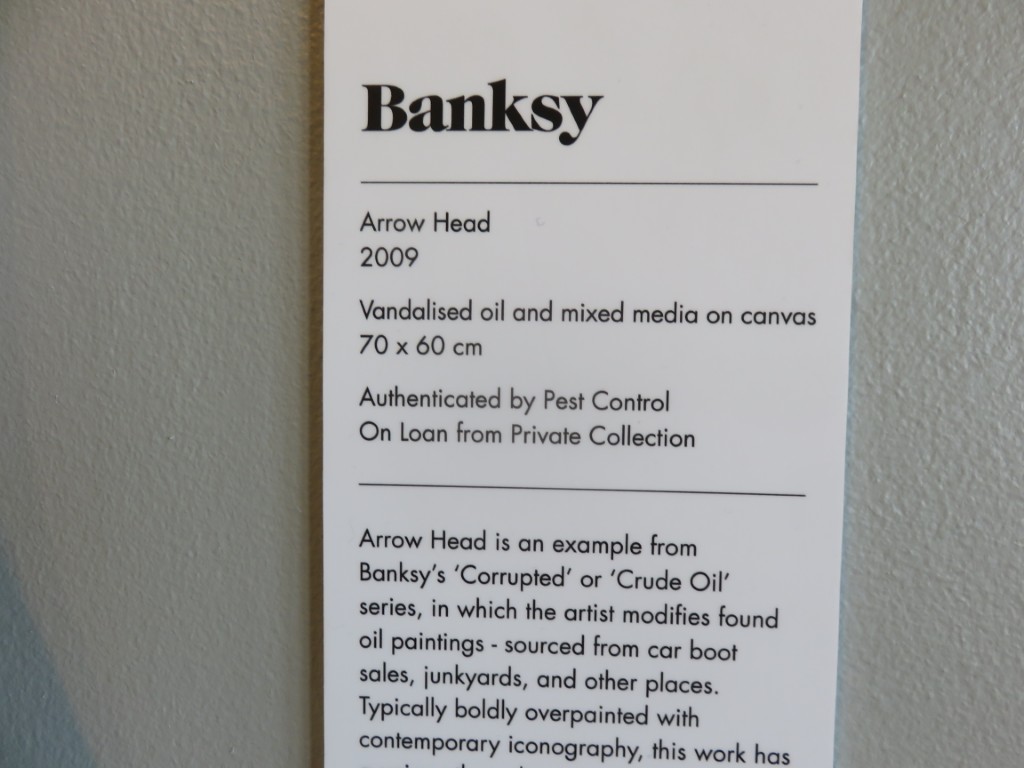 Banksy
Arrow Head
2009
Vandalised oil and mixed media on canvas
70 x 60 cm
Authenticated by Pest Control
On Loan from Private Collection
Arrow Head is an example from
Banksy's 'Corrupted' or 'Crude Oil'
series, in which the artist modifies found
oil paintings - sourced from car boot
sales, junkyards, and other places.
Typically boldly overpainted with
contemporary iconography, this work has